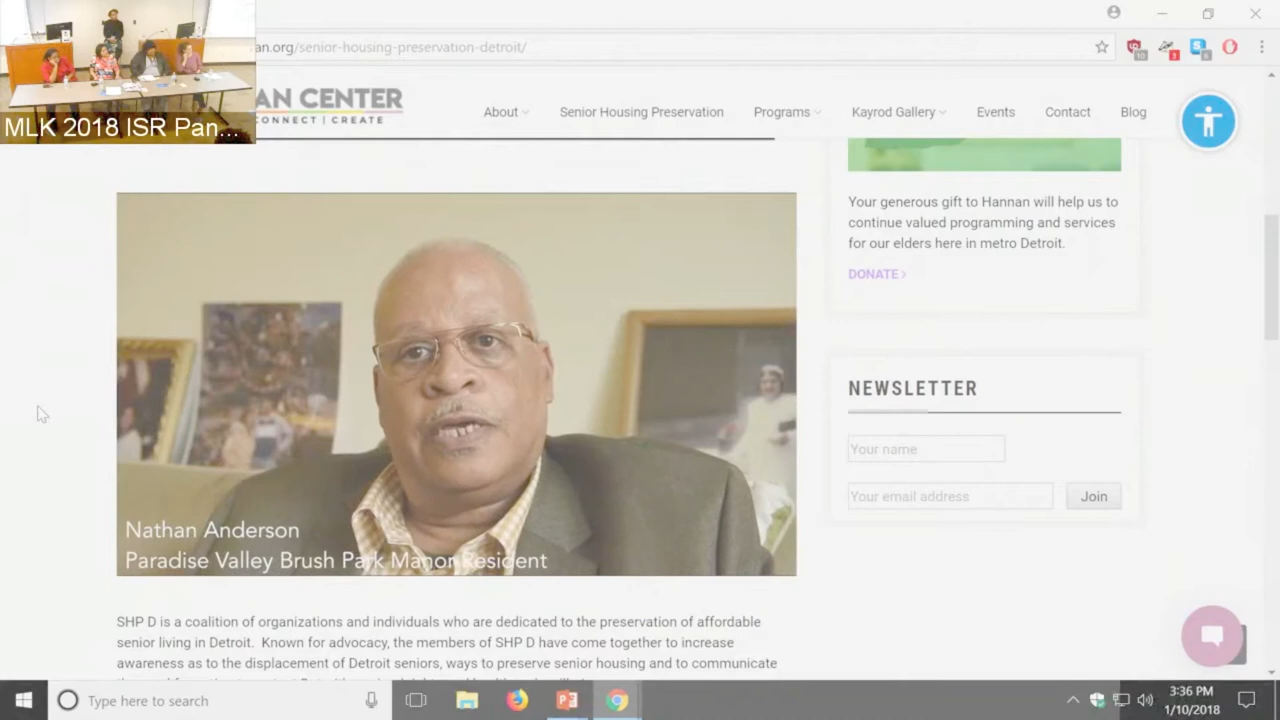 MLK 2018 ISR Pan...
an.org/senior-housing-preservation-detroit/
AN CENTER
CONNECT | CREATE
About
Senior Housing Preservation
Programs
Kayrod Gallery
Events
Contact
Blog
Your generous gift to Hannan will help us to
continue valued programming and services
for our elders here in metro Detroit.
DONATE >
NEWSLETTER
Your name
Your email address
Join
Nathan Anderson
Paradise Valley Brush Park Manor Resident
SHP D is a coalition of organizations and individuals who are dedicated to the preservation of affordable
senior living in Detroit. Known for advocacy, the members of SHP D have come together to increase
awareness as to the displacement of Detroit seniors, ways to preserve senior housing and to communicate
Type here to search
3:36 PM
1/10/2018